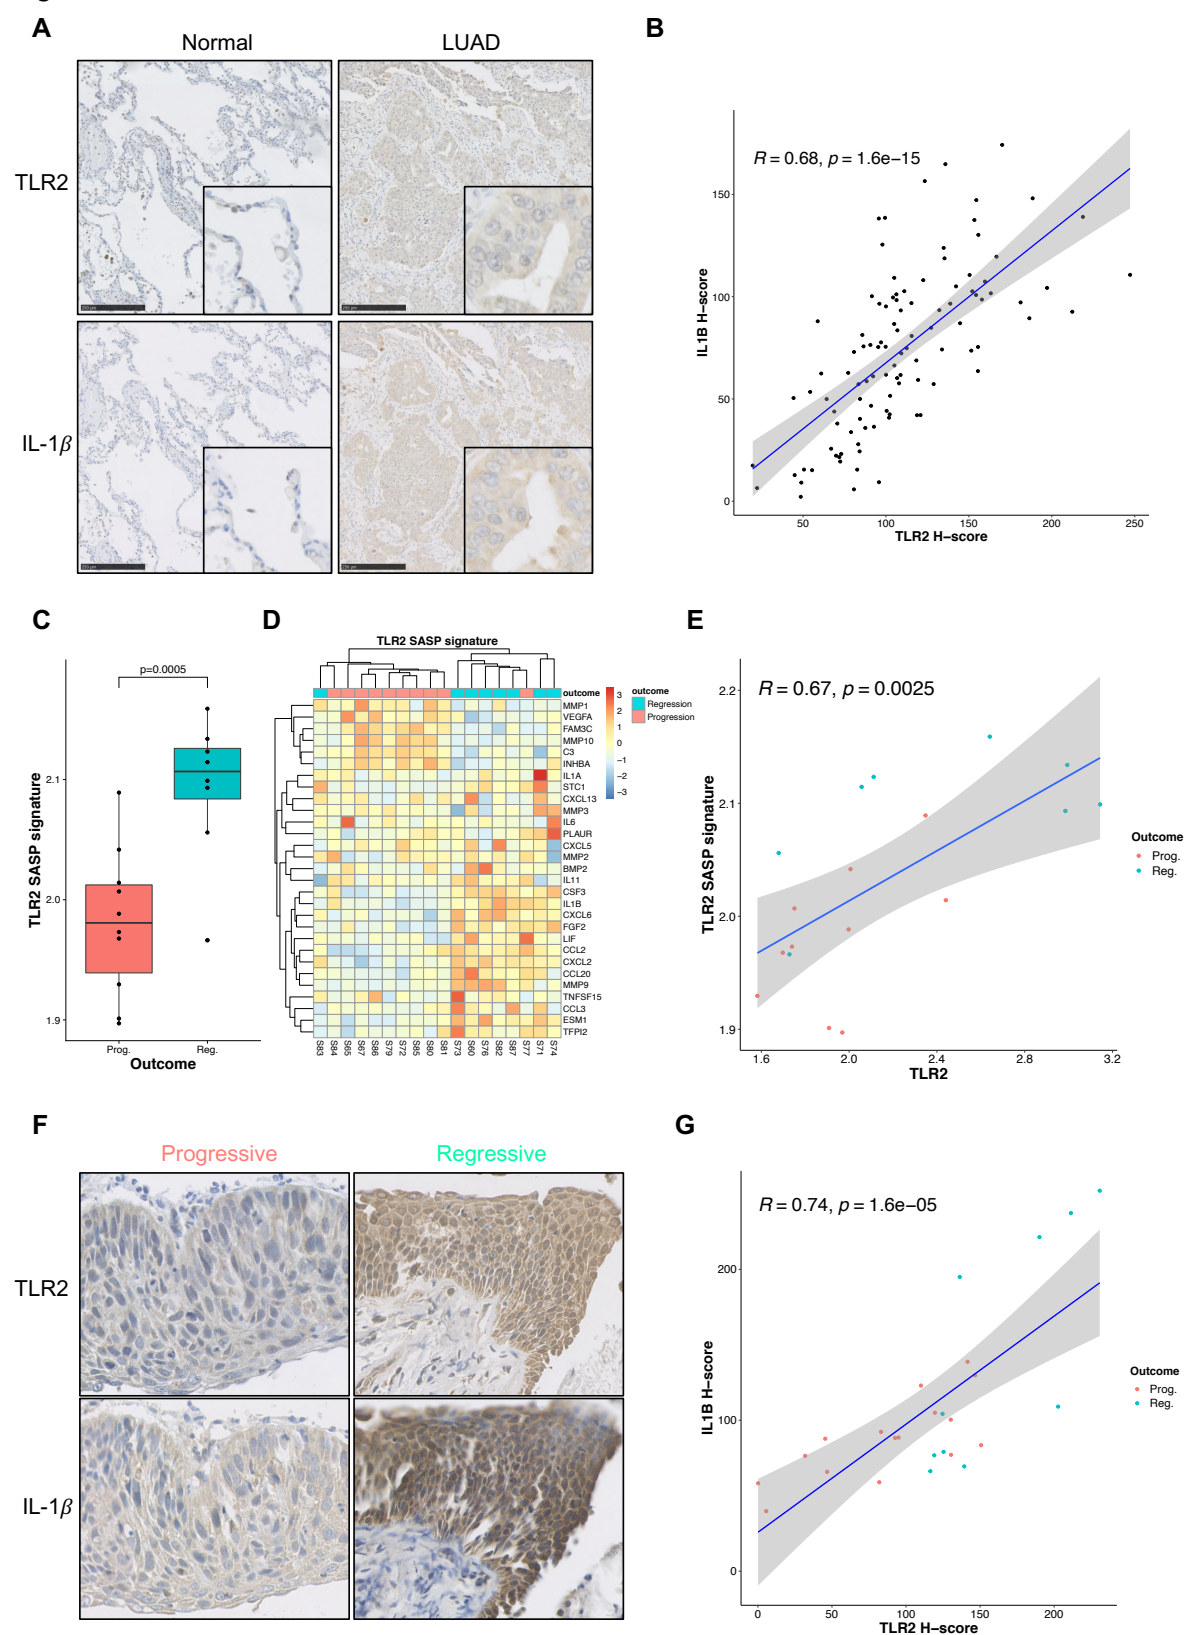 A
Normal
LUAD
TLR2
IL-1β
B
R = 0.68, p = 1.6e−15
IL1B H−score
150
100
50
0
50
100
150
200
250
TLR2 H−score
C
p=0.0005
TLR2 SASP signature
2.1
2.0
1.9
Prog.
Reg.
Outcome
D
TLR2 SASP signature
outcome
MMP1
VEGFA
FAM3C
MMP10
C3
INHBA
IL1A
STC1
CXCL13
MMP3
IL6
PLAUR
CXCL5
MMP2
BMP2
IL11
CSF3
IL1B
CXCL6
FGF2
LIF
CCL2
CXCL2
CCL20
MMP9
TNFSF15
CCL3
ESM1
TFPI2
S83
S84
S65
S67
S86
S79
S72
S85
S80
S81
S73
S60
S76
S82
S87
S77
S71
S74
3
2
1
0
−1
−2
−3
outcome
Regression
Progression
E
R = 0.67, p = 0.0025
TLR2 SASP signature
2.2
2.1
2.0
1.9
1.6
2.0
2.4
2.8
3.2
TLR2
Outcome
Prog.
Reg.
F
Progressive
Regressive
TLR2
IL-1β
G
R = 0.74, p = 1.6e−05
IL1B H−score
200
100
0
0
50
100
150
200
TLR2 H−score
Outcome
Prog.
Reg.